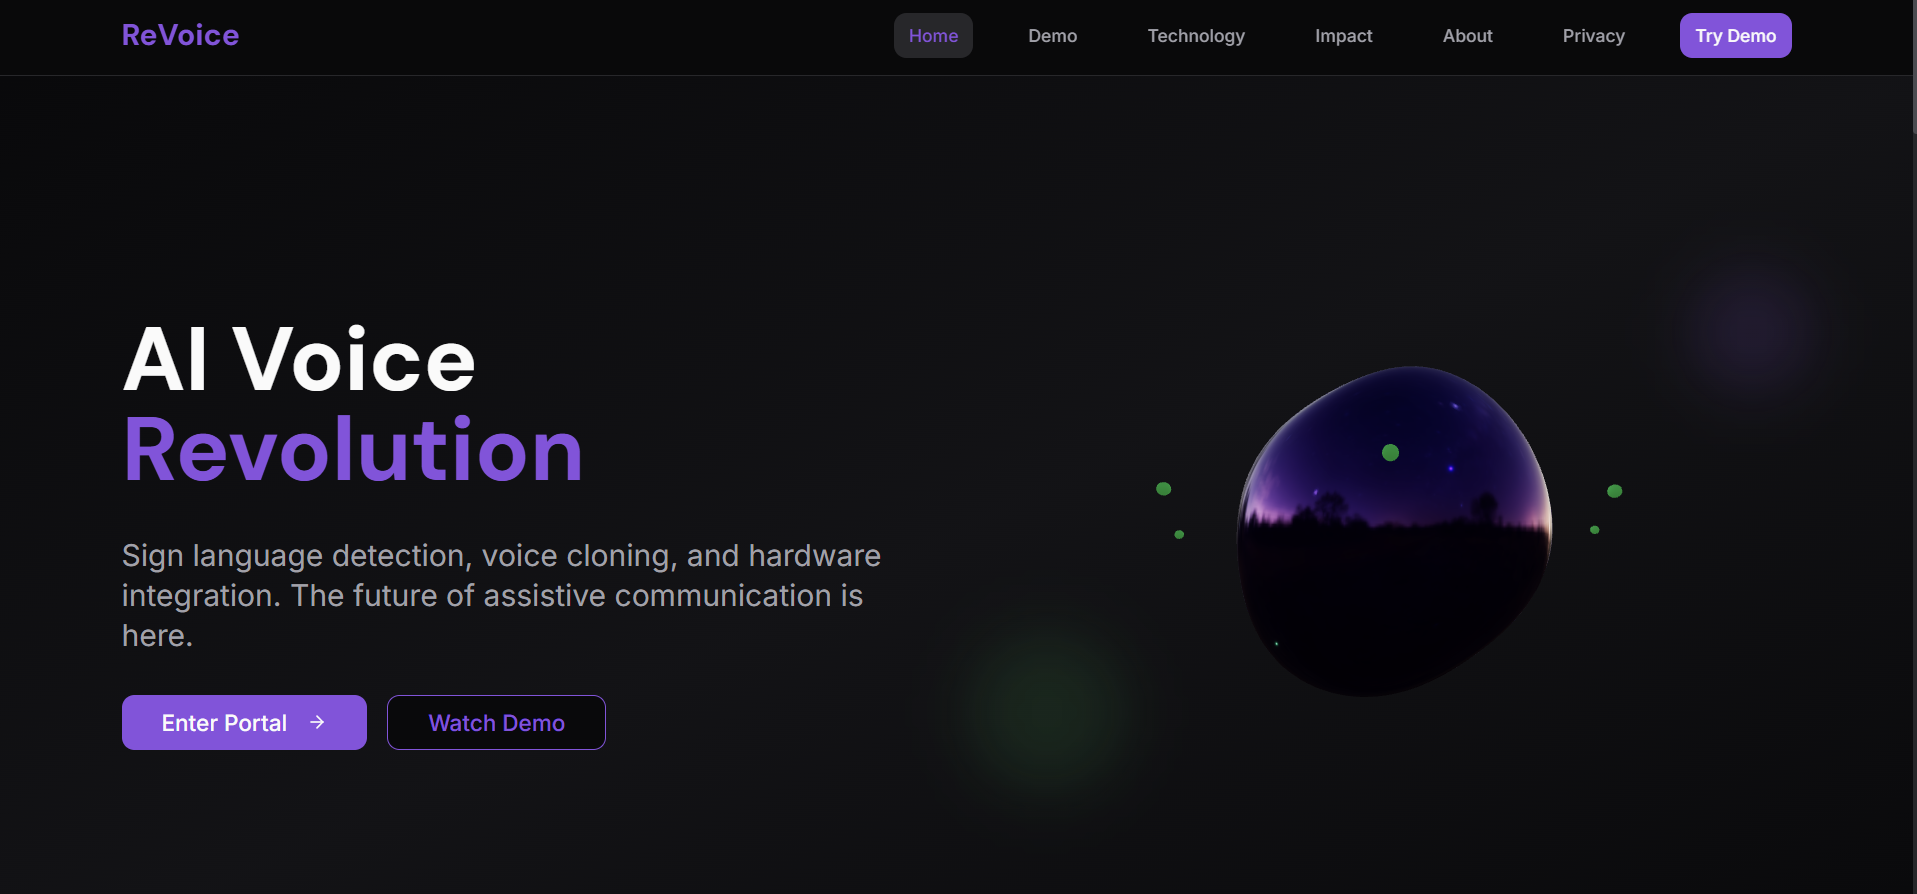 ReVoice
Home
Demo
Technology
Impact
About
Privacy
Try Demo
AI Voice
Revolution
Sign language detection, voice cloning, and hardware
integration. The future of assistive communication is
here.
Enter Portal →
Watch Demo